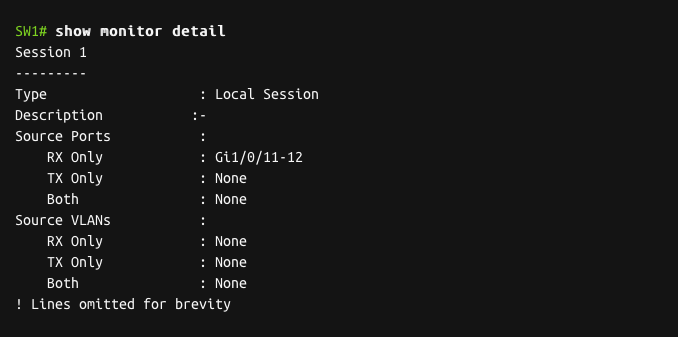 SW1# show monitor detail
Session 1
---------
Type                   : Local Session
Description           :-
Source Ports           :
    RX Only            : Gi1/0/11-12
    TX Only            : None
    Both               : None
Source VLANs           :
    RX Only            : None
    TX Only            : None
    Both               : None
! Lines omitted for brevity